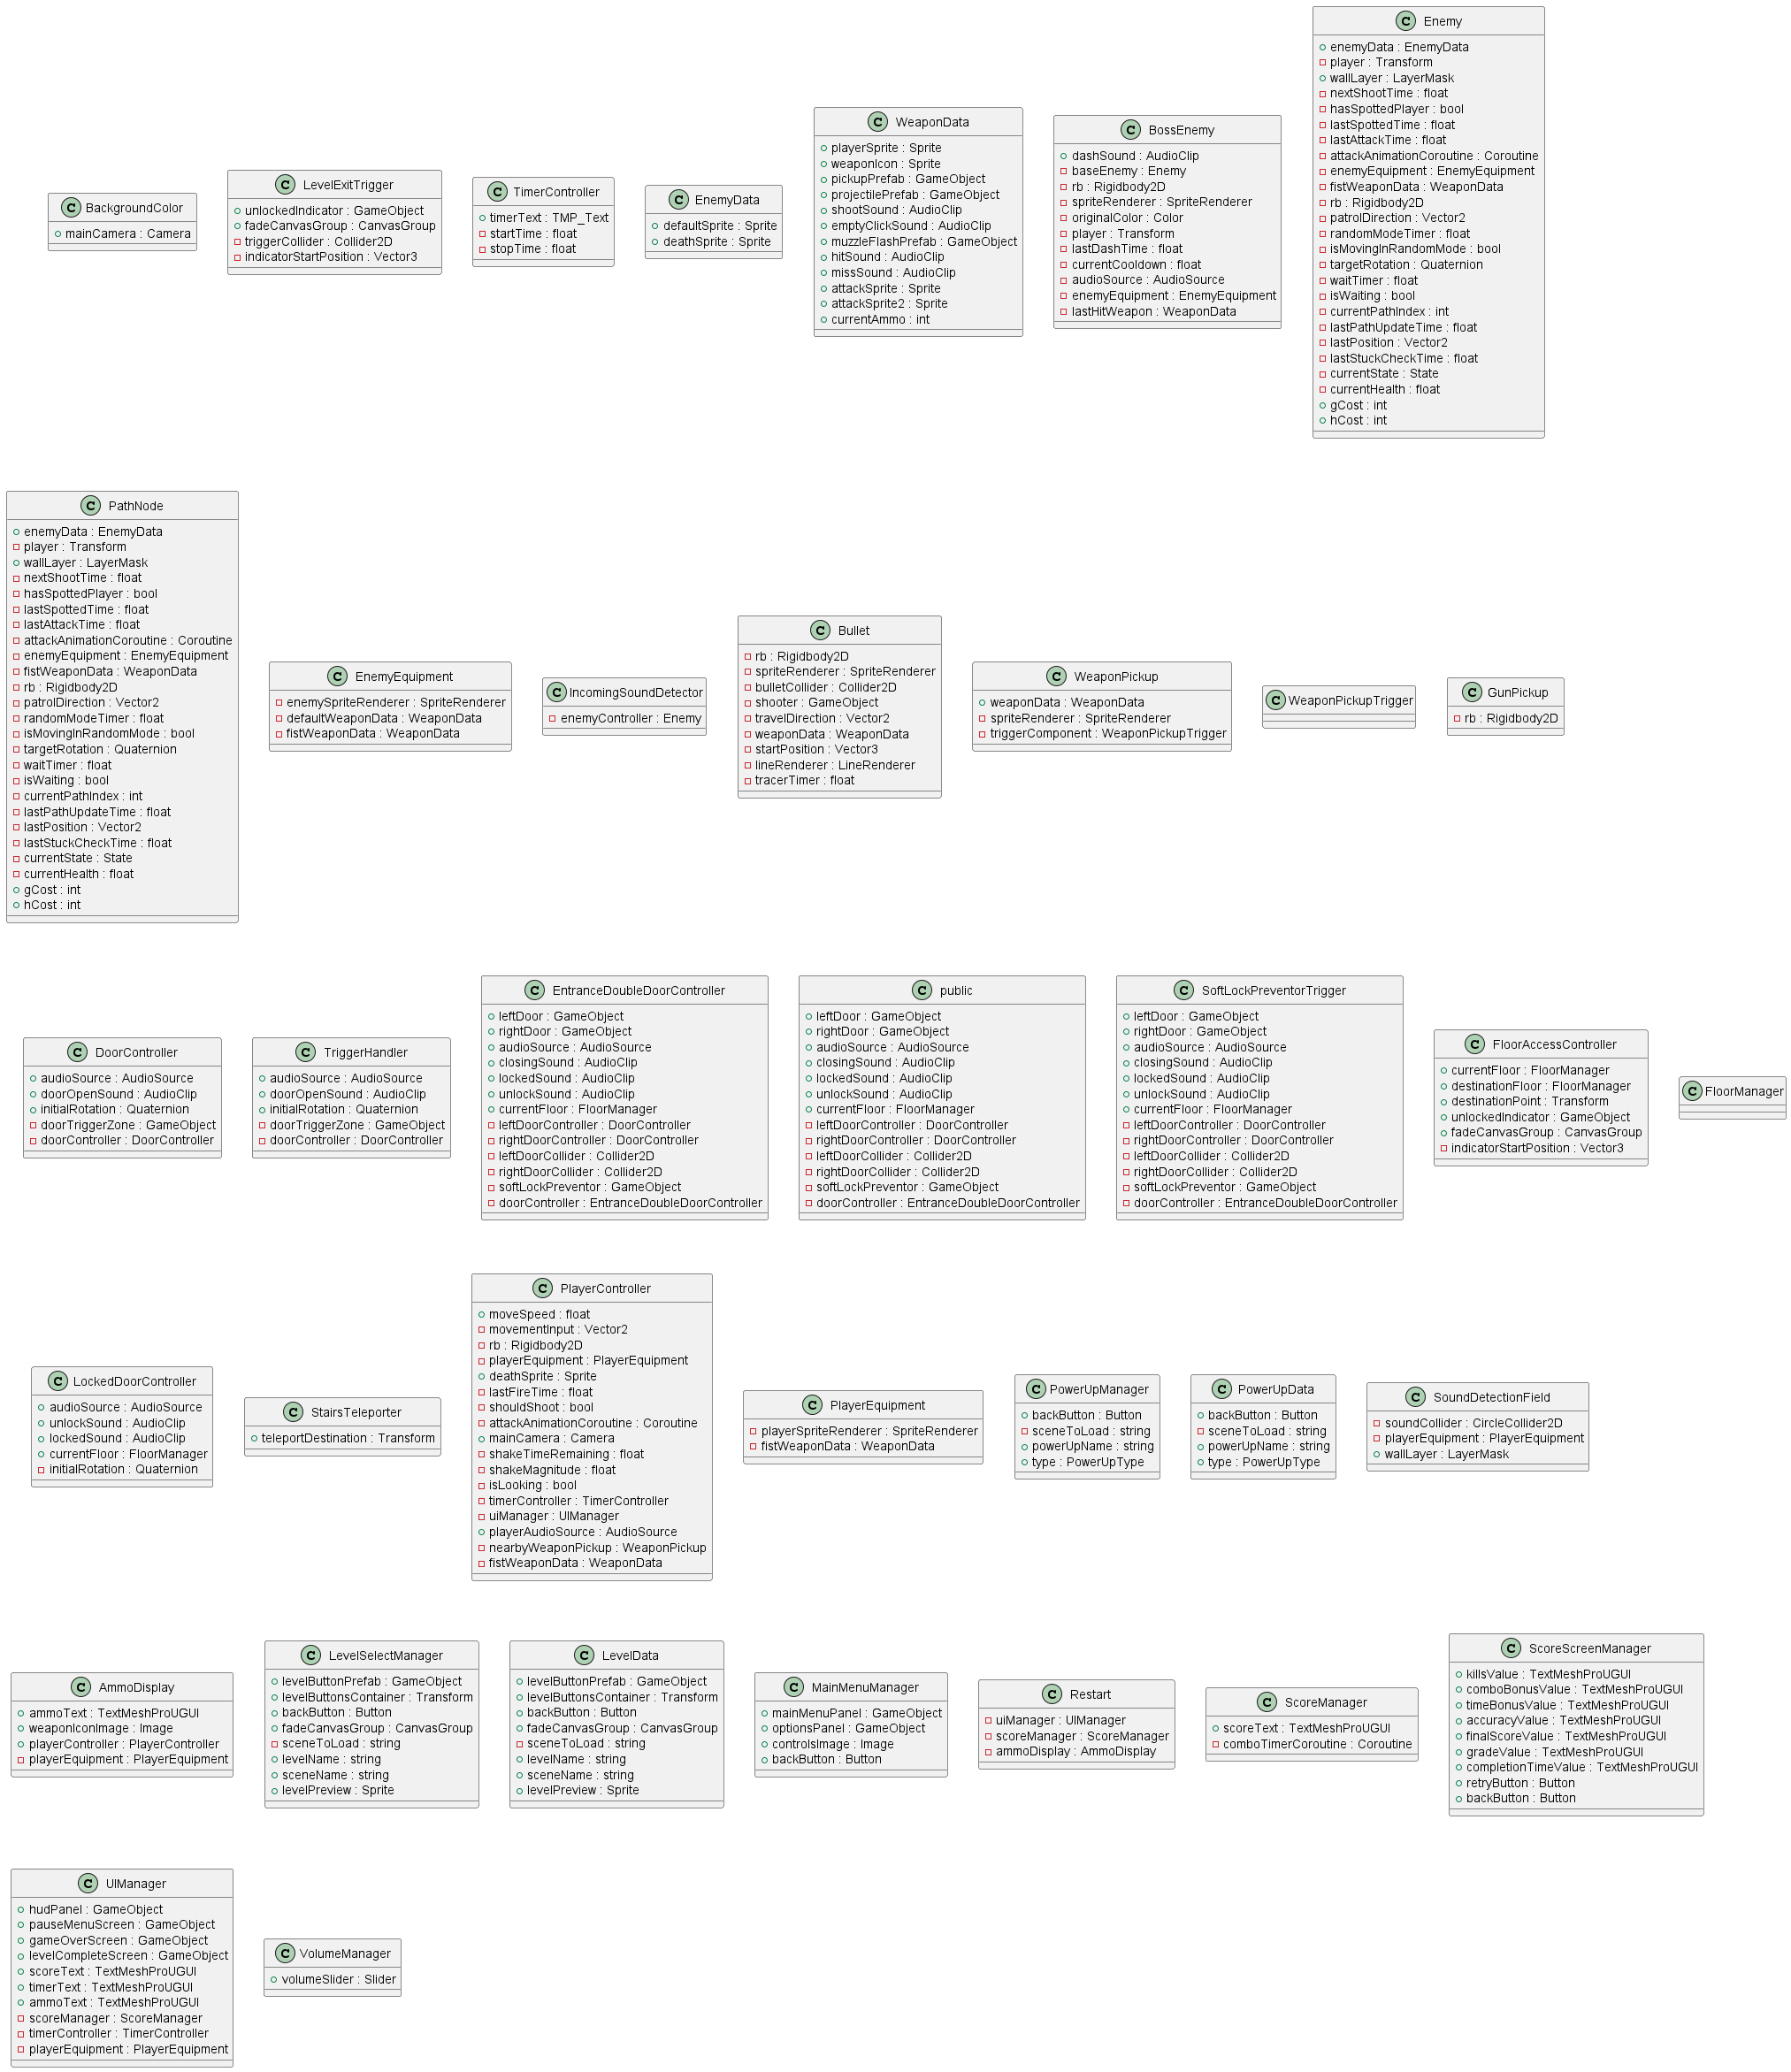 BackgroundColor
mainCamera : Camera
LevelExitTrigger
unlockedIndicator : GameObject
fadeCanvasGroup : CanvasGroup
triggerCollider : Collider2D
indicatorStartPosition : Vector3
TimerController
timerText : TMP_Text
startTime : float
stopTime : float
EnemyData
defaultSprite : Sprite
deathSprite : Sprite
WeaponData
playerSprite : Sprite
weaponIcon : Sprite
pickupPrefab : GameObject
projectilePrefab : GameObject
shootSound : AudioClip
emptyClickSound : AudioClip
muzzleFlashPrefab : GameObject
hitSound : AudioClip
missSound : AudioClip
attackSprite : Sprite
attackSprite2 : Sprite
currentAmmo : int
BossEnemy
dashSound : AudioClip
baseEnemy : Enemy
rb : Rigidbody2D
spriteRenderer : SpriteRenderer
originalColor : Color
player : Transform
lastDashTime : float
currentCooldown : float
audioSource : AudioSource
enemyEquipment : EnemyEquipment
lastHitWeapon : WeaponData
Enemy
enemyData : EnemyData
player : Transform
wallLayer : LayerMask
nextShootTime : float
hasSpottedPlayer : bool
lastSpottedTime : float
lastAttackTime : float
attackAnimationCoroutine : Coroutine
enemyEquipment : EnemyEquipment
fistWeaponData : WeaponData
rb : Rigidbody2D
patrolDirection : Vector2
randomModeTimer : float
isMovingInRandomMode : bool
targetRotation : Quaternion
waitTimer : float
isWaiting : bool
currentPathIndex : int
lastPathUpdateTime : float
lastPosition : Vector2
lastStuckCheckTime : float
currentState : State
currentHealth : float
gCost : int
hCost : int
PathNode
enemyData : EnemyData
player : Transform
wallLayer : LayerMask
nextShootTime : float
hasSpottedPlayer : bool
lastSpottedTime : float
lastAttackTime : float
attackAnimationCoroutine : Coroutine
enemyEquipment : EnemyEquipment
fistWeaponData : WeaponData
rb : Rigidbody2D
patrolDirection : Vector2
randomModeTimer : float
isMovingInRandomMode : bool
targetRotation : Quaternion
waitTimer : float
isWaiting : bool
currentPathIndex : int
lastPathUpdateTime : float
lastPosition : Vector2
lastStuckCheckTime : float
currentState : State
currentHealth : float
gCost : int
hCost : int
EnemyEquipment
enemySpriteRenderer : SpriteRenderer
defaultWeaponData : WeaponData
fistWeaponData : WeaponData
IncomingSoundDetector
enemyController : Enemy
Bullet
rb : Rigidbody2D
spriteRenderer : SpriteRenderer
bulletCollider : Collider2D
shooter : GameObject
travelDirection : Vector2
weaponData : WeaponData
startPosition : Vector3
lineRenderer : LineRenderer
tracerTimer : float
WeaponPickup
weaponData : WeaponData
spriteRenderer : SpriteRenderer
triggerComponent : WeaponPickupTrigger
WeaponPickupTrigger
GunPickup
rb : Rigidbody2D
DoorController
audioSource : AudioSource
doorOpenSound : AudioClip
initialRotation : Quaternion
doorTriggerZone : GameObject
doorController : DoorController
TriggerHandler
audioSource : AudioSource
doorOpenSound : AudioClip
initialRotation : Quaternion
doorTriggerZone : GameObject
doorController : DoorController
EntranceDoubleDoorController
leftDoor : GameObject
rightDoor : GameObject
audioSource : AudioSource
closingSound : AudioClip
lockedSound : AudioClip
unlockSound : AudioClip
currentFloor : FloorManager
leftDoorController : DoorController
rightDoorController : DoorController
leftDoorCollider : Collider2D
rightDoorCollider : Collider2D
softLockPreventor : GameObject
doorController : EntranceDoubleDoorController
public
leftDoor : GameObject
rightDoor : GameObject
audioSource : AudioSource
closingSound : AudioClip
lockedSound : AudioClip
unlockSound : AudioClip
currentFloor : FloorManager
leftDoorController : DoorController
rightDoorController : DoorController
leftDoorCollider : Collider2D
rightDoorCollider : Collider2D
softLockPreventor : GameObject
doorController : EntranceDoubleDoorController
SoftLockPreventorTrigger
leftDoor : GameObject
rightDoor : GameObject
audioSource : AudioSource
closingSound : AudioClip
lockedSound : AudioClip
unlockSound : AudioClip
currentFloor : FloorManager
leftDoorController : DoorController
rightDoorController : DoorController
leftDoorCollider : Collider2D
rightDoorCollider : Collider2D
softLockPreventor : GameObject
doorController : EntranceDoubleDoorController
FloorAccessController
currentFloor : FloorManager
destinationFloor : FloorManager
destinationPoint : Transform
unlockedIndicator : GameObject
fadeCanvasGroup : CanvasGroup
indicatorStartPosition : Vector3
FloorManager
LockedDoorController
audioSource : AudioSource
unlockSound : AudioClip
lockedSound : AudioClip
currentFloor : FloorManager
initialRotation : Quaternion
StairsTeleporter
teleportDestination : Transform
PlayerController
moveSpeed : float
movementInput : Vector2
rb : Rigidbody2D
playerEquipment : PlayerEquipment
deathSprite : Sprite
lastFireTime : float
shouldShoot : bool
attackAnimationCoroutine : Coroutine
mainCamera : Camera
shakeTimeRemaining : float
shakeMagnitude : float
isLooking : bool
timerController : TimerController
uiManager : UIManager
playerAudioSource : AudioSource
nearbyWeaponPickup : WeaponPickup
fistWeaponData : WeaponData
PlayerEquipment
playerSpriteRenderer : SpriteRenderer
fistWeaponData : WeaponData
PowerUpManager
backButton : Button
sceneToLoad : string
powerUpName : string
type : PowerUpType
PowerUpData
backButton : Button
sceneToLoad : string
powerUpName : string
type : PowerUpType
SoundDetectionField
soundCollider : CircleCollider2D
playerEquipment : PlayerEquipment
wallLayer : LayerMask
AmmoDisplay
ammoText : TextMeshProUGUI
weaponIconImage : Image
playerController : PlayerController
playerEquipment : PlayerEquipment
LevelSelectManager
levelButtonPrefab : GameObject
levelButtonsContainer : Transform
backButton : Button
fadeCanvasGroup : CanvasGroup
sceneToLoad : string
levelName : string
sceneName : string
levelPreview : Sprite
LevelData
levelButtonPrefab : GameObject
levelButtonsContainer : Transform
backButton : Button
fadeCanvasGroup : CanvasGroup
sceneToLoad : string
levelName : string
sceneName : string
levelPreview : Sprite
MainMenuManager
mainMenuPanel : GameObject
optionsPanel : GameObject
controlsImage : Image
backButton : Button
Restart
uiManager : UIManager
scoreManager : ScoreManager
ammoDisplay : AmmoDisplay
ScoreManager
scoreText : TextMeshProUGUI
comboTimerCoroutine : Coroutine
ScoreScreenManager
killsValue : TextMeshProUGUI
comboBonusValue : TextMeshProUGUI
timeBonusValue : TextMeshProUGUI
accuracyValue : TextMeshProUGUI
finalScoreValue : TextMeshProUGUI
gradeValue : TextMeshProUGUI
completionTimeValue : TextMeshProUGUI
retryButton : Button
backButton : Button
UIManager
hudPanel : GameObject
pauseMenuScreen : GameObject
gameOverScreen : GameObject
levelCompleteScreen : GameObject
scoreText : TextMeshProUGUI
timerText : TextMeshProUGUI
ammoText : TextMeshProUGUI
scoreManager : ScoreManager
timerController : TimerController
playerEquipment : PlayerEquipment
VolumeManager
volumeSlider : Slider